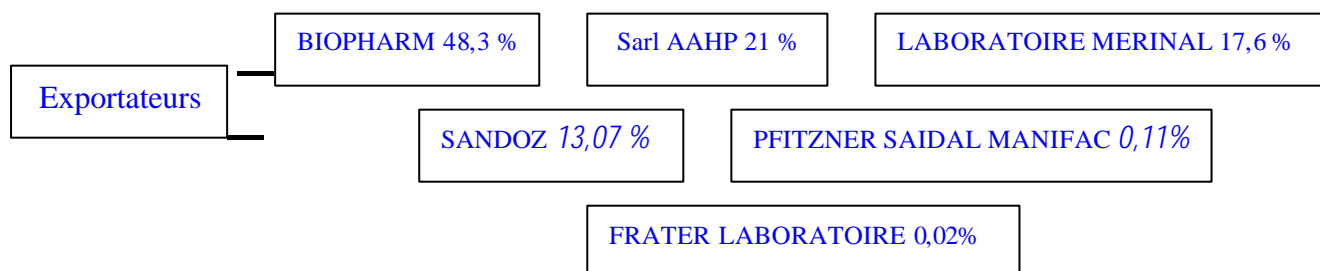 BIOPHARM 48,3 %
Sarl AAHP 21 %
LABORATOIRE MERINAL 17,6 %
Exportateurs
SANDOZ 13,07 %
PFITZNER SAIDAL MANIFAC 0,11%
FRATER LABORATOIRE 0,02%